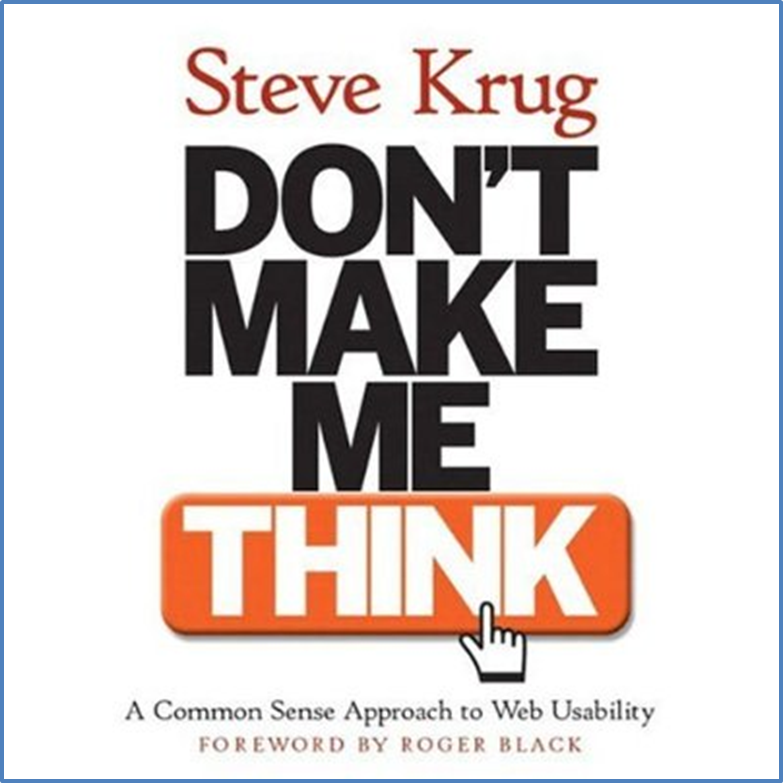 Steve Krug
DON'T
MAKE
ME
THINK
A Common Sense Approach to Web Usability
FOREWORD BY ROGER BLACK